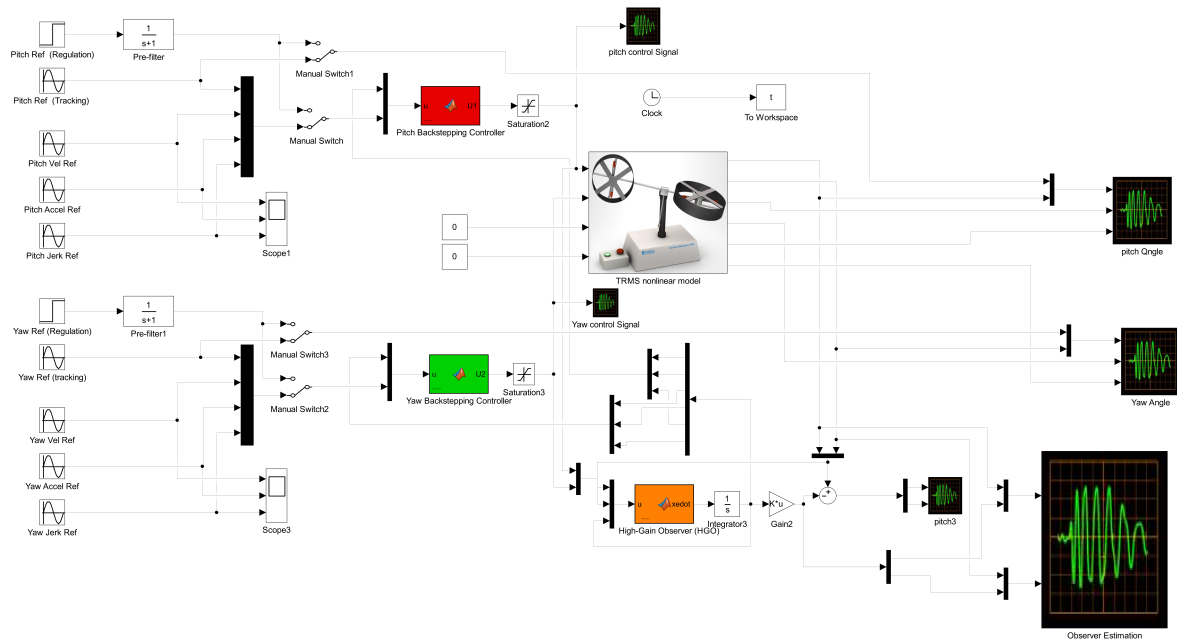 Pitch Ref (Regulation)
1
s+1
Pre-filter
Manual Switch1
pitch control Signal
Pitch Ref (Tracking)
Manual Switch
u
U1
Pitch Backstepping Controller
Saturation2
Clock
t
To Workspace
Pitch Vel Ref
Pitch Accel Ref
Pitch Jerk Ref
Scope1
0
0
TRMS nonlinear model
pitch Qngle
Yaw control Signal
Yaw Ref (Regulation)
1
s+1
Pre-filter1
Manual Switch3
Yaw Ref (tracking)
Manual Switch2
u
U2
Yaw Backstepping Controller
Saturation3
Yaw Angle
Yaw Vel Ref
Yaw Accel Ref
Yaw Jerk Ref
Scope3
u
xedot
High-Gain Observer (HGO)
1
s
Integrator3
K*u
Gain2
pitch3
Observer Estimation